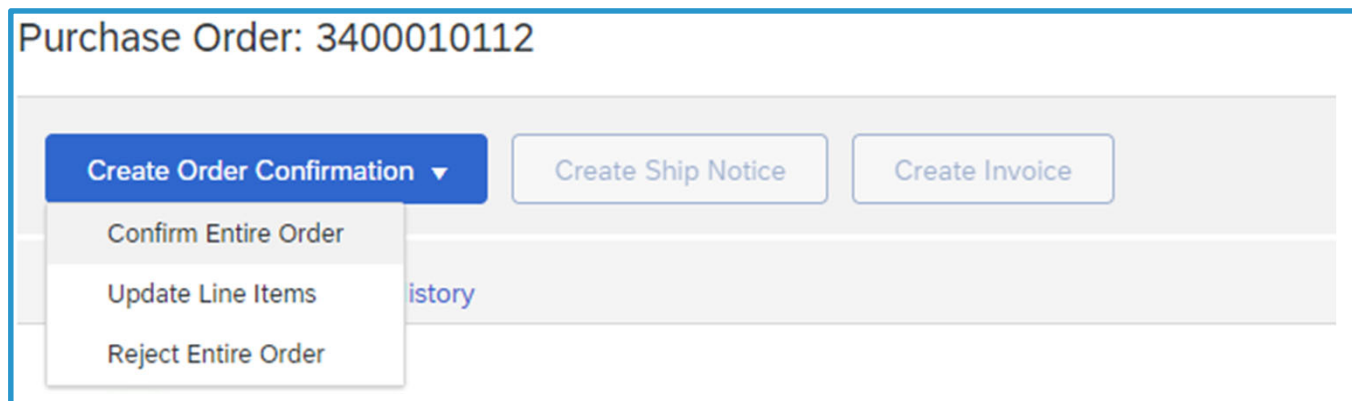 Purchase Order: 3400010112
Create Order Confirmation ▼ Create Ship Notice Create Invoice
Confirm Entire Order
Update Line Items istory
Reject Entire Order